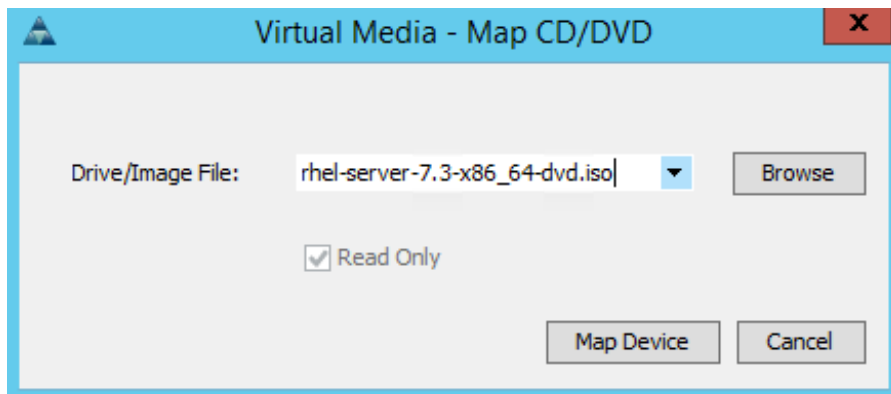 Virtual Media - Map CD/DVD
x
Drive/Image File:
rhel-server-7.3-x86_64-dvd.iso
Browse
Read Only
Map Device
Cancel